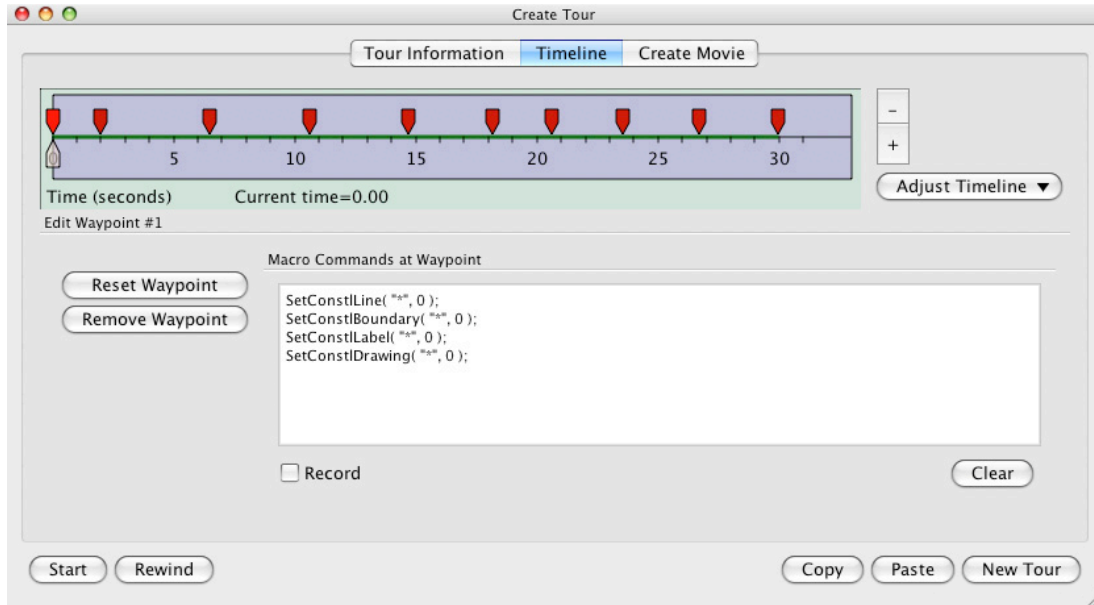 Create Tour
Tour Information Timeline Create Movie
0 5 10 15 20 25 30
-
+
Time (seconds) Current time=0.00
Adjust Timeline ▼
Edit Waypoint #1
Macro Commands at Waypoint
Reset Waypoint
Remove Waypoint
SetConstlLine( "*", 0 );
SetConstlBoundary( "*", 0 );
SetConstlLabel( "*", 0 );
SetConstlDrawing( "*", 0 );
Record
Clear
Start Rewind Copy Paste New Tour